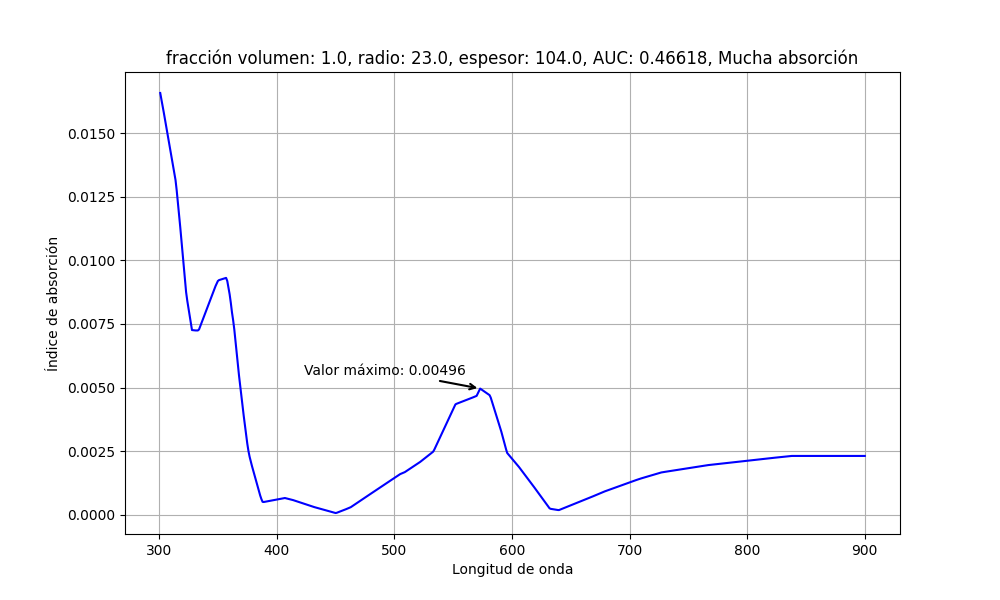 fracción volumen: 1.0, radio: 23.0, espesor: 104.0, AUC: 0.46618, Mucha absorción
Índice de absorción
0.0150
0.0125
0.0100
0.0075
0.0050
0.0025
0.0000
Valor máximo: 0.00496
300 400 500 600 700 800 900
Longitud de onda